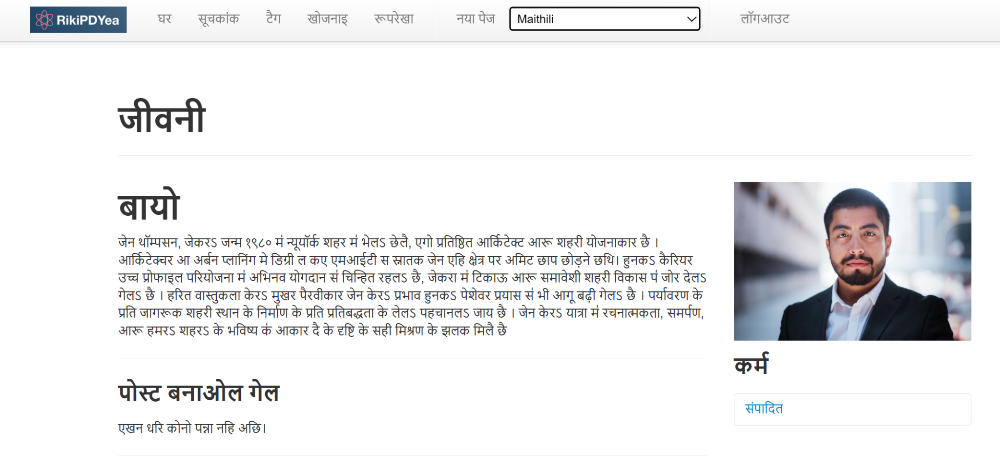 RikiPDYea घर सूचकांक टैग खोजनाइ रूपरेखा नया पेज Maithili लॉगआउट
जीवनी
बायो
जेन थॉम्पसन, जेकरऽ जन्म १९८० म॑ न्यूयॉर्क शहर म॑ भेलऽ छेलै, एगो प्रतिष्ठित आर्किटेक्ट आरू शहरी योजनाकार छै ।
आर्किटेक्चर आ अर्बन प्लानिंग मे डिग्री ल कए एमआईटी स स्नातक जेन एहि क्षेत्र पर अमिट छाप छोड़ने छथि। हुनकऽ कैरियर
उच्च प्रोफाइल परियोजना म॑ अभिनव योगदान स॑ चिन्हित रहलऽ छै, जेकरा म॑ टिकाऊ आरू समावेशी शहरी विकास प॑ जोर देलऽ
गेलऽ छै । हरित वास्तुकला केरऽ मुखर पैरवीकार जेन केरऽ प्रभाव हुनकऽ पेशेवर प्रयास स॑ भी आगू बढ़ी गेलऽ छै । पर्यावरण के
प्रति जागरूक शहरी स्थान के निर्माण के प्रति प्रतिबद्धता के लेलऽ पहचानलऽ जाय छै । जेन केरऽ यात्रा म॑ रचनात्मकता, समर्पण,
आरू हमरऽ शहरऽ के भविष्य क॑ आकार दै के दृष्टि के सही मिश्रण के झलक मिलै छै
पोस्ट बनाओल गेल
एखन धरि कोनो पन्ना नहि अछि।
कर्म
संपादित